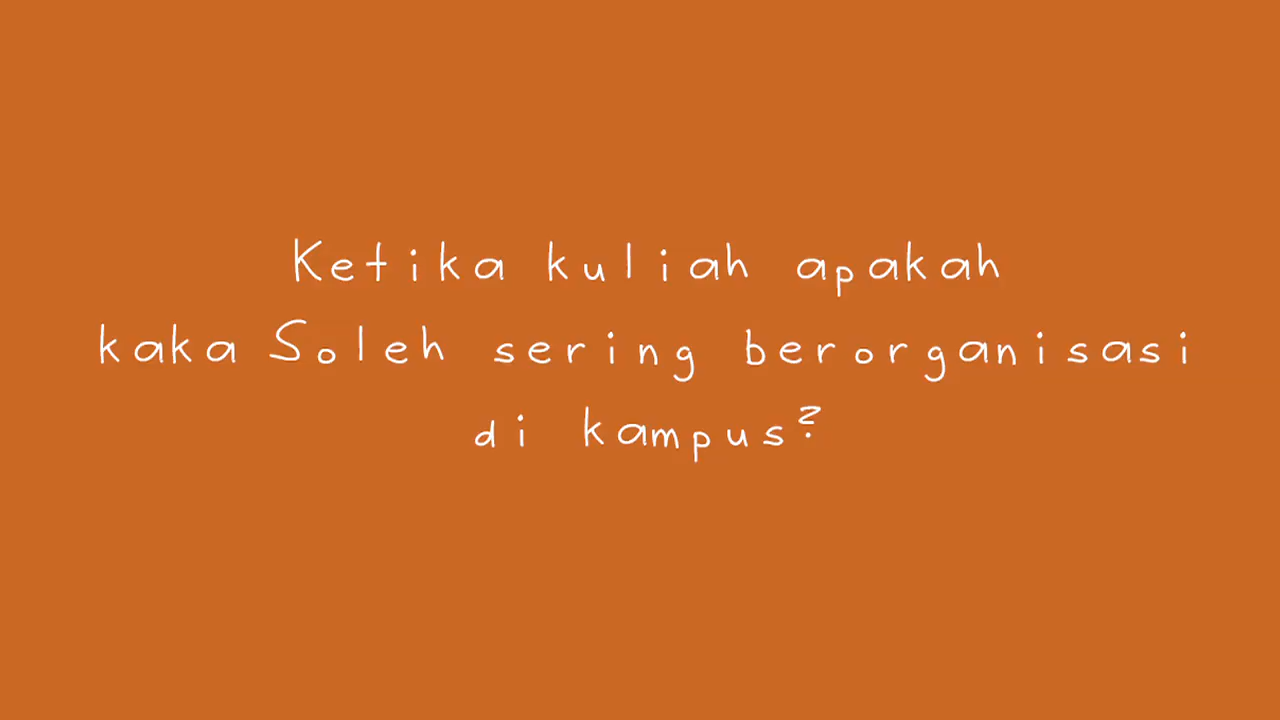 Ketika kuliah apakah
kaka Soleh sering berorganisasi
di kampus?